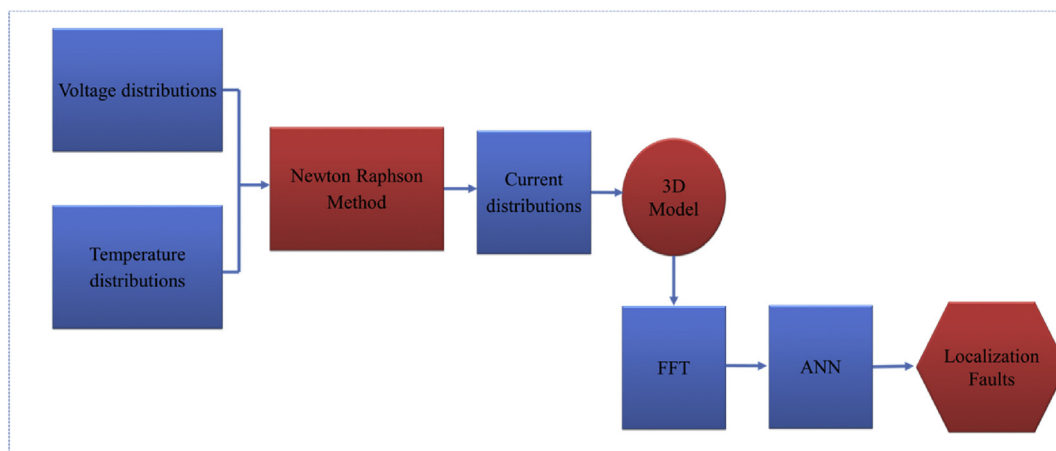 Voltage distributions
Temperature
distributions
Newton Raphson
Method
Current
distributions
3D
Model
FFT
ANN
Localization
Faults